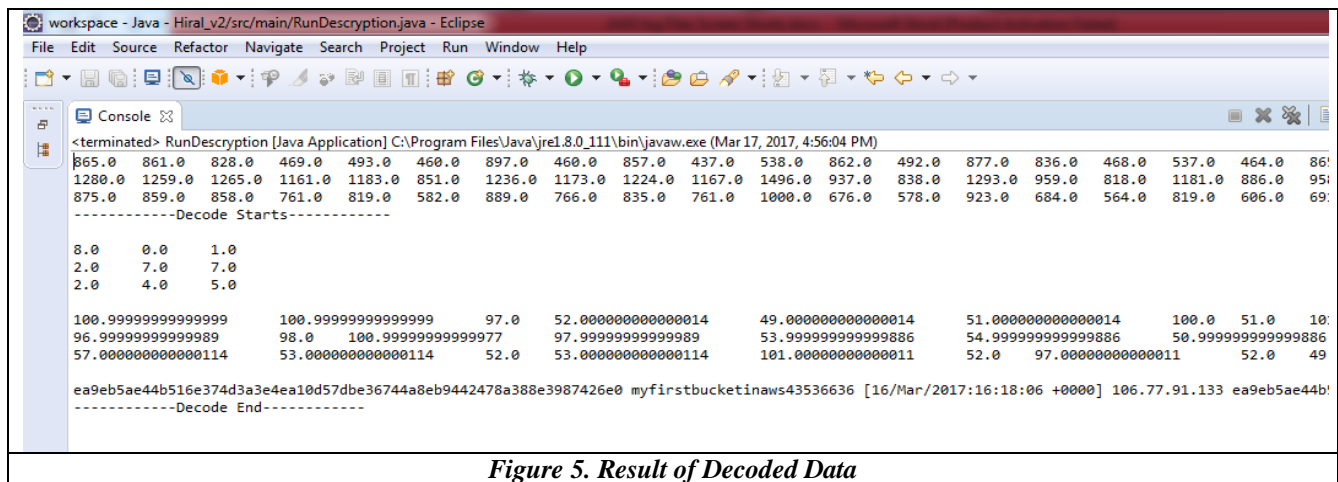 workspace - Java - Hiral_v2/src/main/RunDescryption.java - Eclipse
File Edit Source Refactor Navigate Search Project Run Window Help
Console
<terminated> RunDescryption [Java Application] C:\Program Files\Java\jre1.8.0_111\bin\javaw.exe (Mar 17, 2017, 4:56:04 PM)
865.0 861.0 828.0 469.0 493.0 460.0 897.0 460.0 857.0 437.0 538.0 862.0 492.0 877.0 836.0 468.0 537.0 464.0
1280.0 1259.0 1265.0 1161.0 1183.0 851.0 1236.0 1173.0 1224.0 1167.0 1496.0 937.0 838.0 1293.0 959.0 818.0 1181.0 886.0
875.0 859.0 858.0 761.0 819.0 582.0 889.0 766.0 835.0 761.0 1000.0 676.0 578.0 923.0 684.0 564.0 819.0 606.0
------------Decode Starts------------
8.0 0.0 1.0
2.0 7.0 7.0
2.0 4.0 5.0
100.99999999999999 100.99999999999999 97.0 52.000000000000014 49.000000000000014 51.000000000000014 100.0 51.0
96.99999999999989 98.0 100.99999999999977 97.99999999999989 53.999999999999886 54.999999999999886 50.999999999999886
57.000000000000114 53.000000000000114 52.0 53.000000000000114 101.00000000000011 52.0 97.00000000000011 52.0 49
ea9eb5ae44b516e374d3a3e4ea10d57dbe36744a8eb9442478a388e3987426e0 myfirstbucketinaws43536636 [16/Mar/2017:16:18:06 +0000] 106.77.91.133 ea9eb5ae44b
------------Decode End------------
Figure 5. Result of Decoded Data